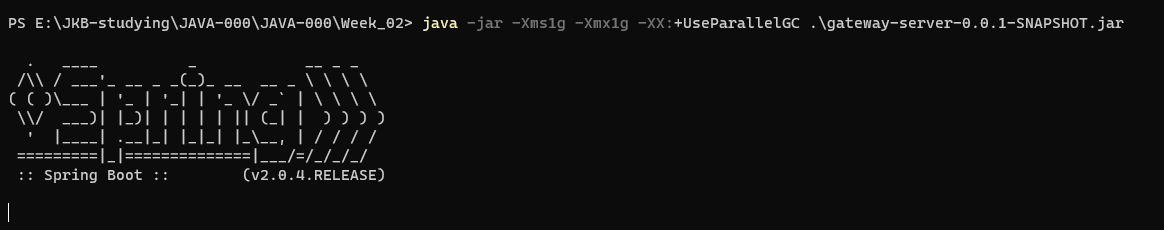 PS E:\JKB-studying\JAVA-000\JAVA-000\Week_02> java -jar -Xms1g -Xmx1g -XX:+UseParallelGC .\gateway-server-0.0.1-SNAPSHOT.jar
  .   ____          _            __ _ _
 /\\ / ___'_ __ _ _(_)_ __  __ _ \ \ \ \
( ( )\___ | '_ | '_| | '_ \/ _` | \ \ \ \
 \\/  ___)| |_)| | | | | || (_| |  ) ) ) )
  '  |____| .__|_| |_|_| |_\__, | / / / /
 =========|_|==============|___/=/_/_/_/
 :: Spring Boot ::        (v2.0.4.RELEASE)